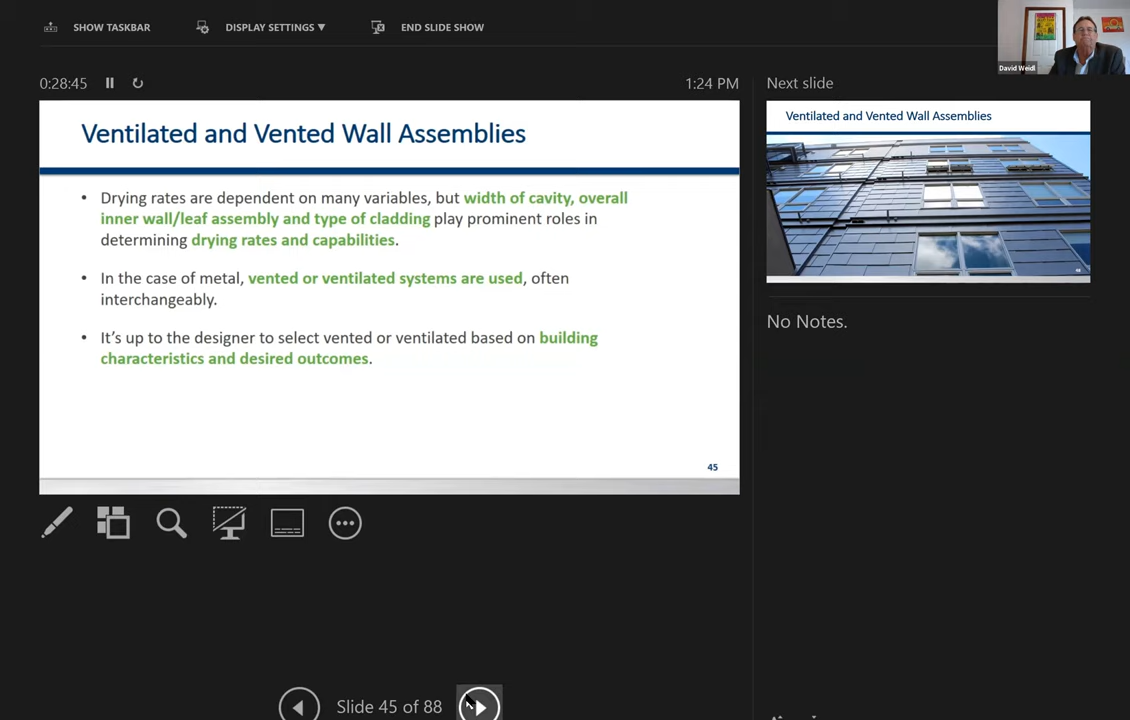 SHOW TASKBAR
DISPLAY SETTINGS ▼
END SLIDE SHOW
David Weidl
0:28:45
1:24 PM
Next slide
Ventilated and Vented Wall Assemblies
• Drying rates are dependent on many variables, but width of cavity, overall
inner wall/leaf assembly and type of cladding play prominent roles in
determining drying rates and capabilities.
• In the case of metal, vented or ventilated systems are used, often
interchangeably.
• It's up to the designer to select vented or ventilated based on building
characteristics and desired outcomes.
45
Ventilated and Vented Wall Assemblies
46
No Notes.
Slide 45 of 88